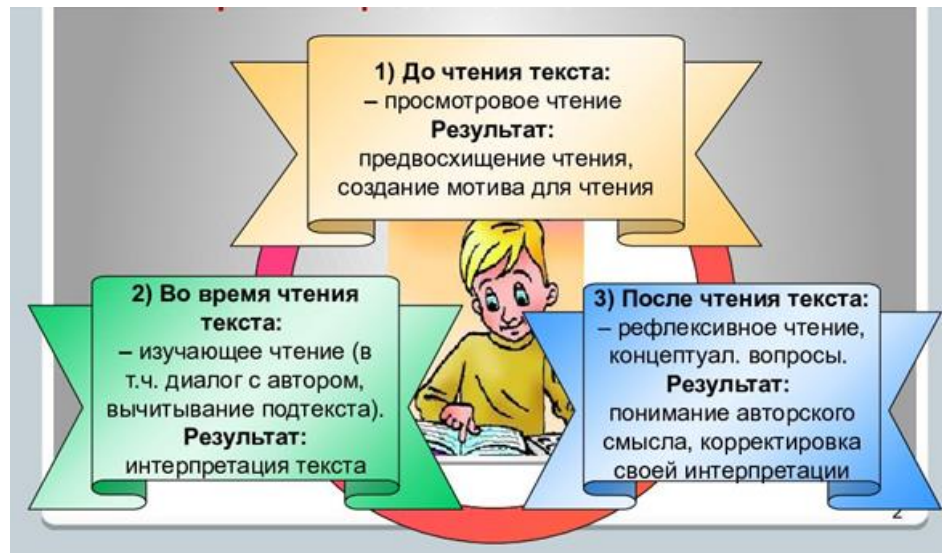 1) До чтения текста:
– просмотровое чтение
Результат:
предвосхищение чтения,
создание мотива для чтения
2) Во время чтения
текста:
– изучающее чтение (в
т.ч. диалог с автором,
вычитывание подтекста).
Результат:
интерпретация текста
3) После чтения текста:
– рефлексивное чтение,
концептуал. вопросы.
Результат:
понимание авторского
смысла, корректировка
своей интерпретации
2